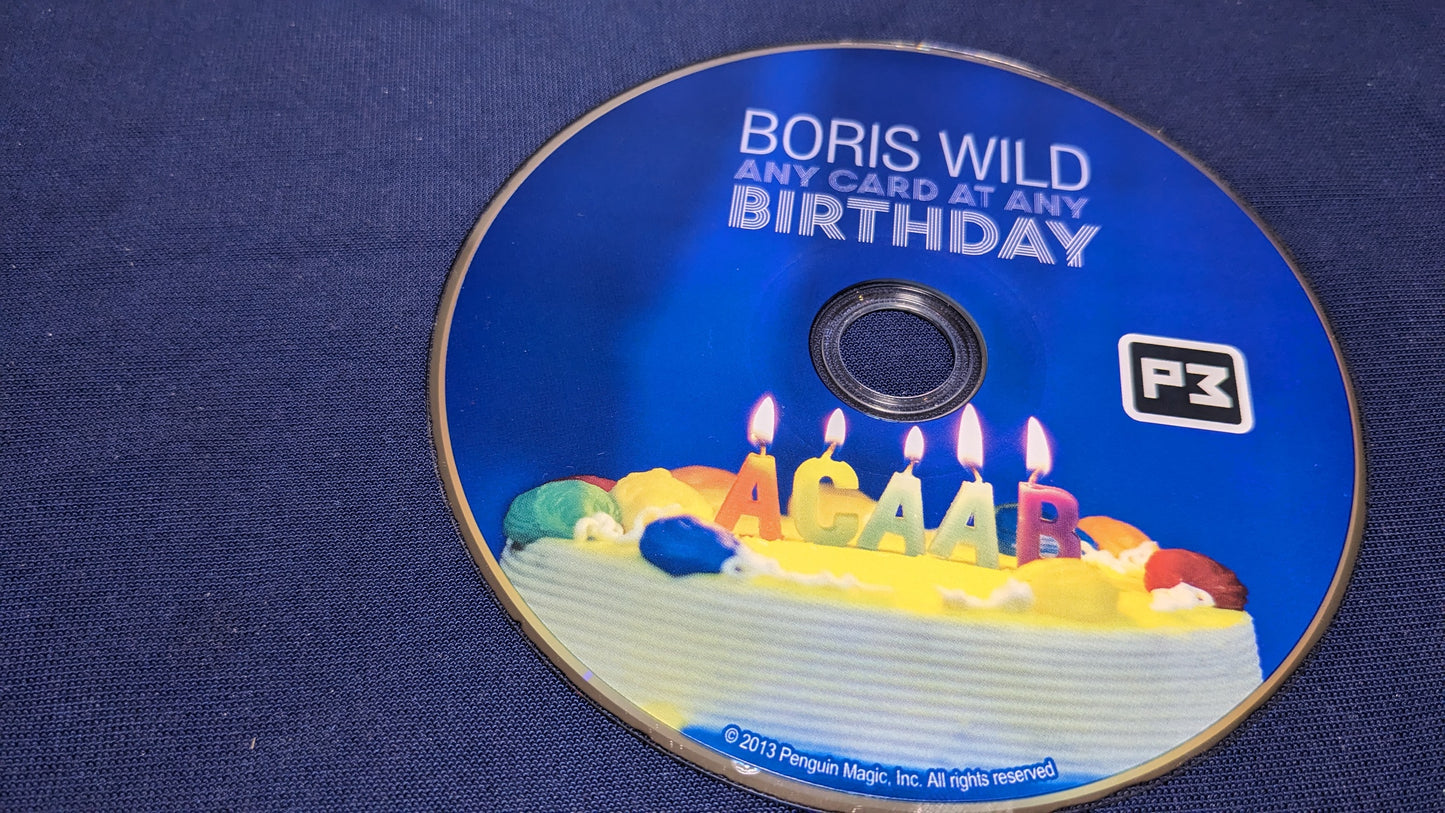 BORIS WILD
ANY CARD AT ANY
BIRTHDAY
P3
ACAAB
© 2013 Penguin Magic, Inc. All rights reserved